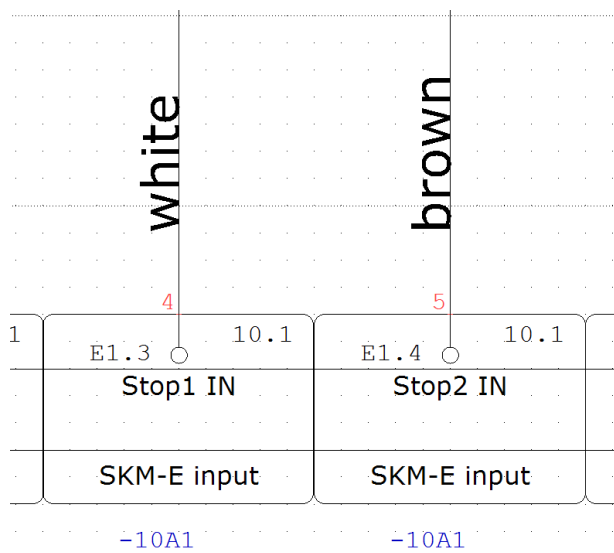 white brown
4 5
1 10.1 10.1
E1.3 E1.4
Stop1 IN Stop2 IN
SKM-E input SKM-E input
-10A1 -10A1